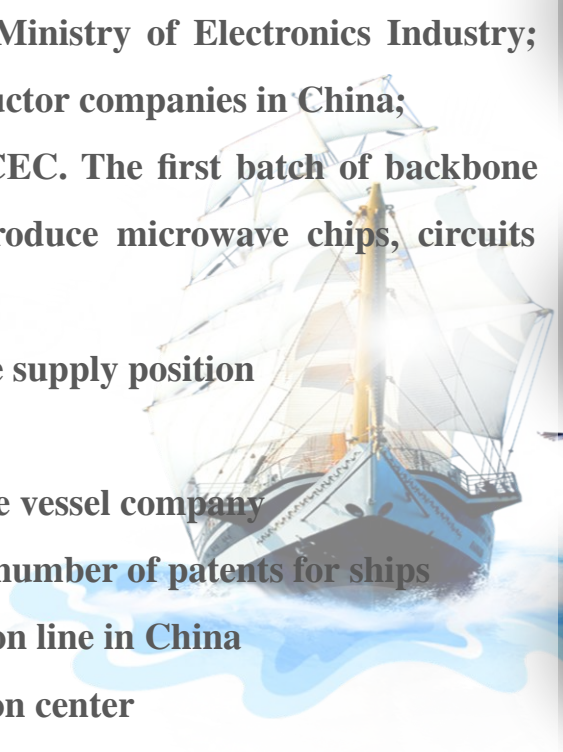 Ministry of Electronics Industry;
uctor companies in China;
CEC. The first batch of backbone
roduce microwave chips, circuits
e supply position
e vessel company
number of patents for ships
on line in China
on center